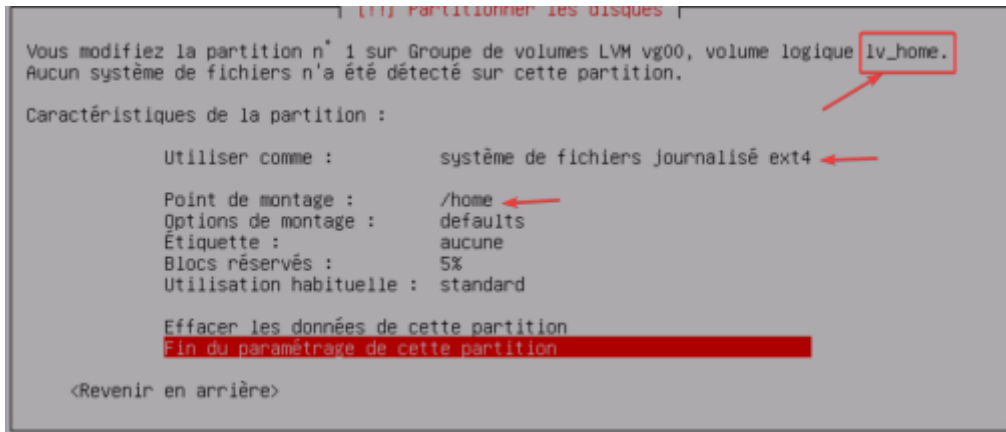 [!!] Partitionner les disques
Vous modifiez la partition n° 1 sur Groupe de volumes LVM vg00, volume logique lv_home.
Aucun système de fichiers n'a été détecté sur cette partition.
Caractéristiques de la partition :
Utiliser comme : système de fichiers journalisé ext4
Point de montage : /home
Options de montage : defaults
Étiquette : aucune
Blocs réservés : 5%
Utilisation habituelle : standard
Effacer les données de cette partition
Fin du paramétrage de cette partition
<Revenir en arrière>